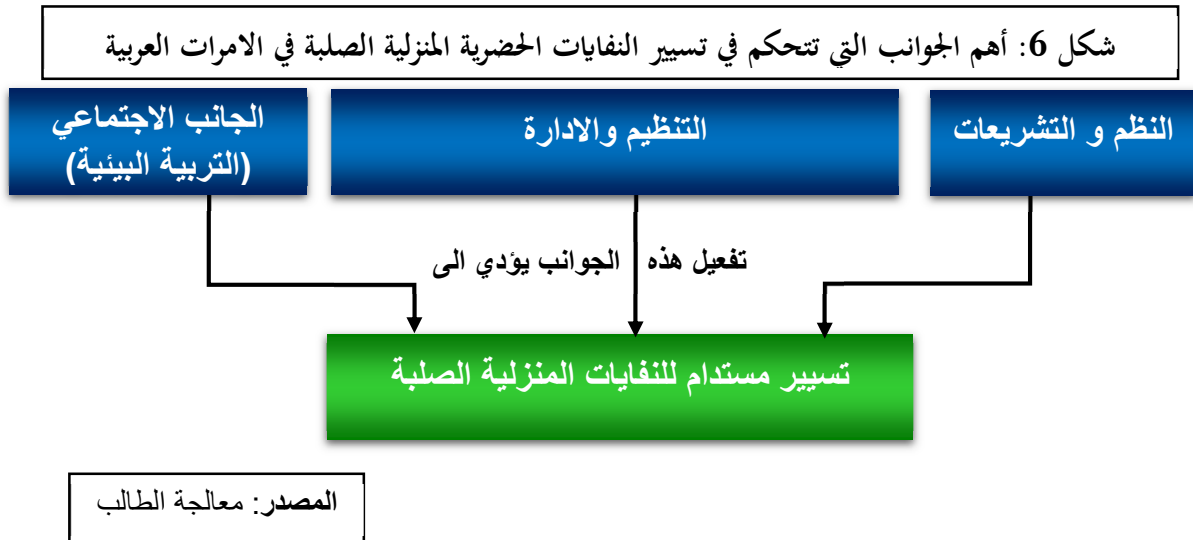 شكل 6: أهم الجوانب التي تتحكم في تسيير النفايات الحضرية المنزلية الصلبة في الامرات العربية
النظم و التشريعات
التنظيم والادارة
الجانب الاجتماعي
(التربية البيئية)
تفعيل هذه الجوانب يؤدي الى
تسيير مستدام للنفايات المنزلية الصلبة
المصدر: معالجة الطالب